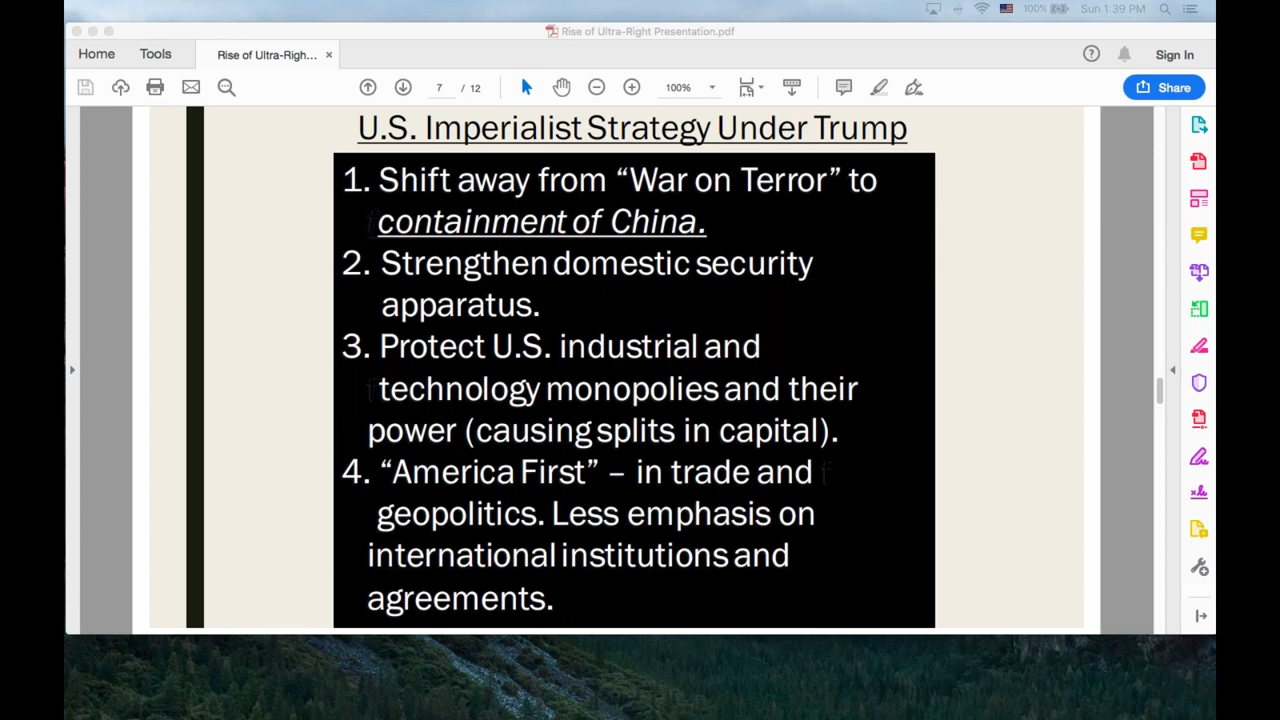 100% Sun 1:39 PM
Rise of Ultra-Right Presentation.pdf
Home Tools Rise of Ultra-Righ... × ? Sign In
7 / 12 100% Share
U.S. Imperialist Strategy Under Trump
1. Shift away from “War on Terror” to
containment of China.
2. Strengthen domestic security
apparatus.
3. Protect U.S. industrial and
technology monopolies and their
power (causing splits in capital).
4. “America First” – in trade and
geopolitics. Less emphasis on
international institutions and
agreements.